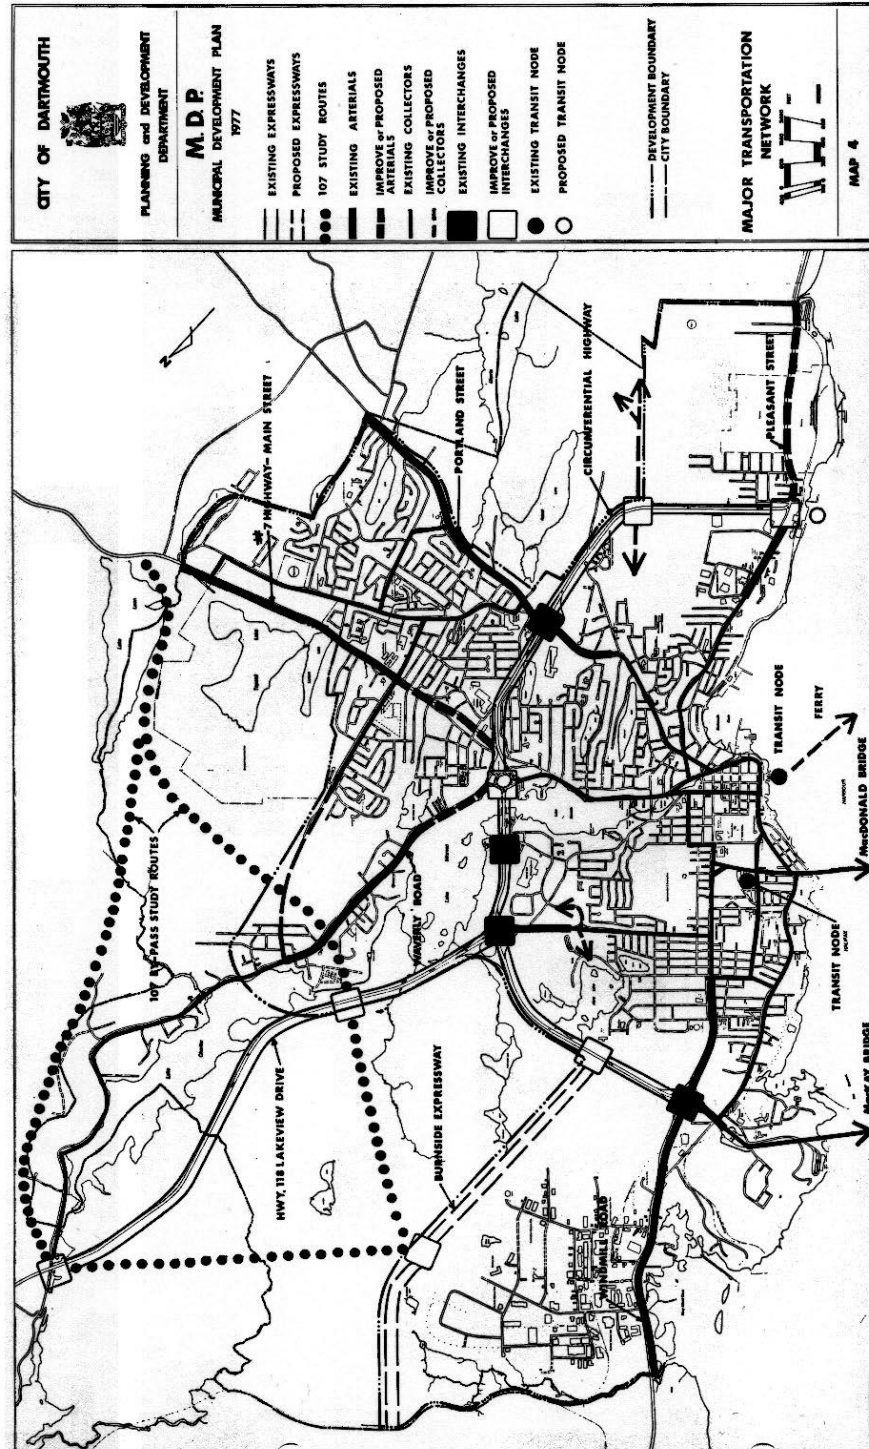 CITY OF DARTMOUTH
PLANNING and DEVELOPMENT
DEPARTMENT
M.D.P.
MUNICIPAL DEVELOPMENT PLAN
1977
EXISTING EXPRESSWAYS
PROPOSED EXPRESSWAYS
107 STUDY ROUTES
EXISTING ARTERIALS
IMPROVE or PROPOSED
ARTERIALS
EXISTING COLLECTORS
IMPROVE or PROPOSED
COLLECTORS
EXISTING INTERCHANGES
IMPROVE or PROPOSED
INTERCHANGES
EXISTING TRANSIT NODE
PROPOSED TRANSIT NODE
DEVELOPMENT BOUNDARY
CITY BOUNDARY
MAJOR TRANSPORTATION
NETWORK
MAP 4
N
#7 HIGHWAY- MAIN STREET
PORTLAND STREET
CIRCUMFERENTIAL HIGHWAY
PLEASANT STREET
107 BY-PASS STUDY ROUTES
WAVERLY ROAD
TRANSIT NODE
FERRY
MacDONALD BRIDGE
TRANSIT NODE
HWY, 118 LAKEVIEW DRIVE
BURNSIDE EXPRESSWAY
WINDMILL ROAD
MacKAY BRIDGE